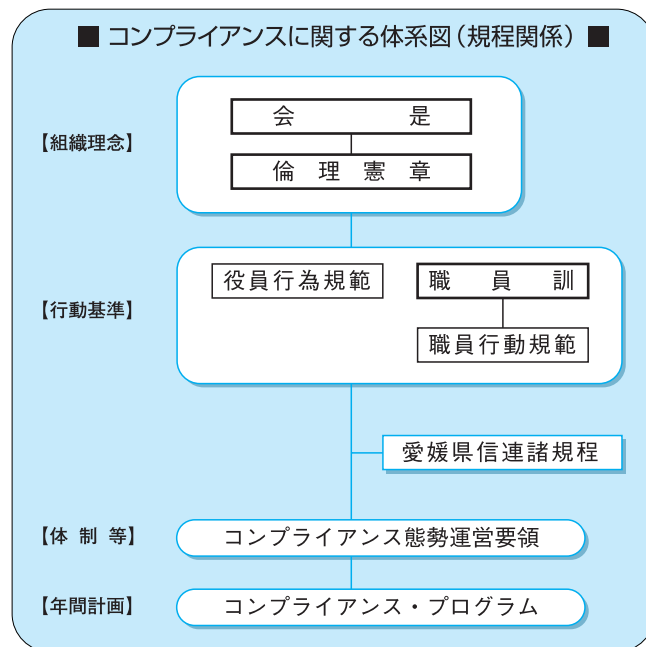 ■ コンプライアンスに関する体系図(規程関係) ■
【組織理念】
会是
倫理憲章
【行動基準】
役員行為規範
職員訓
職員行動規範
愛媛県信連諸規程
【体制等】
コンプライアンス態勢運営要領
【年間計画】
コンプライアンス・プログラム